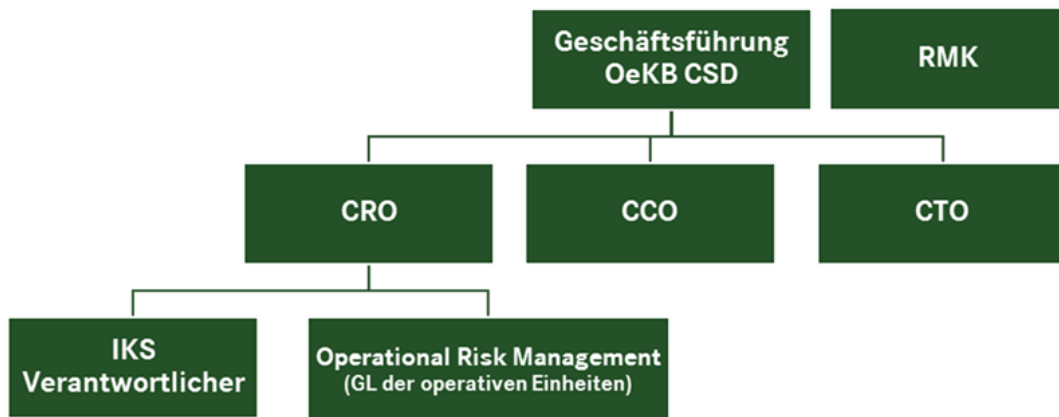 Geschäftsführung
OeKB CSD
RMK
CRO
CCO
CTO
IKS
Verantwortlicher
Operational Risk Management
(GL der operativen Einheiten)